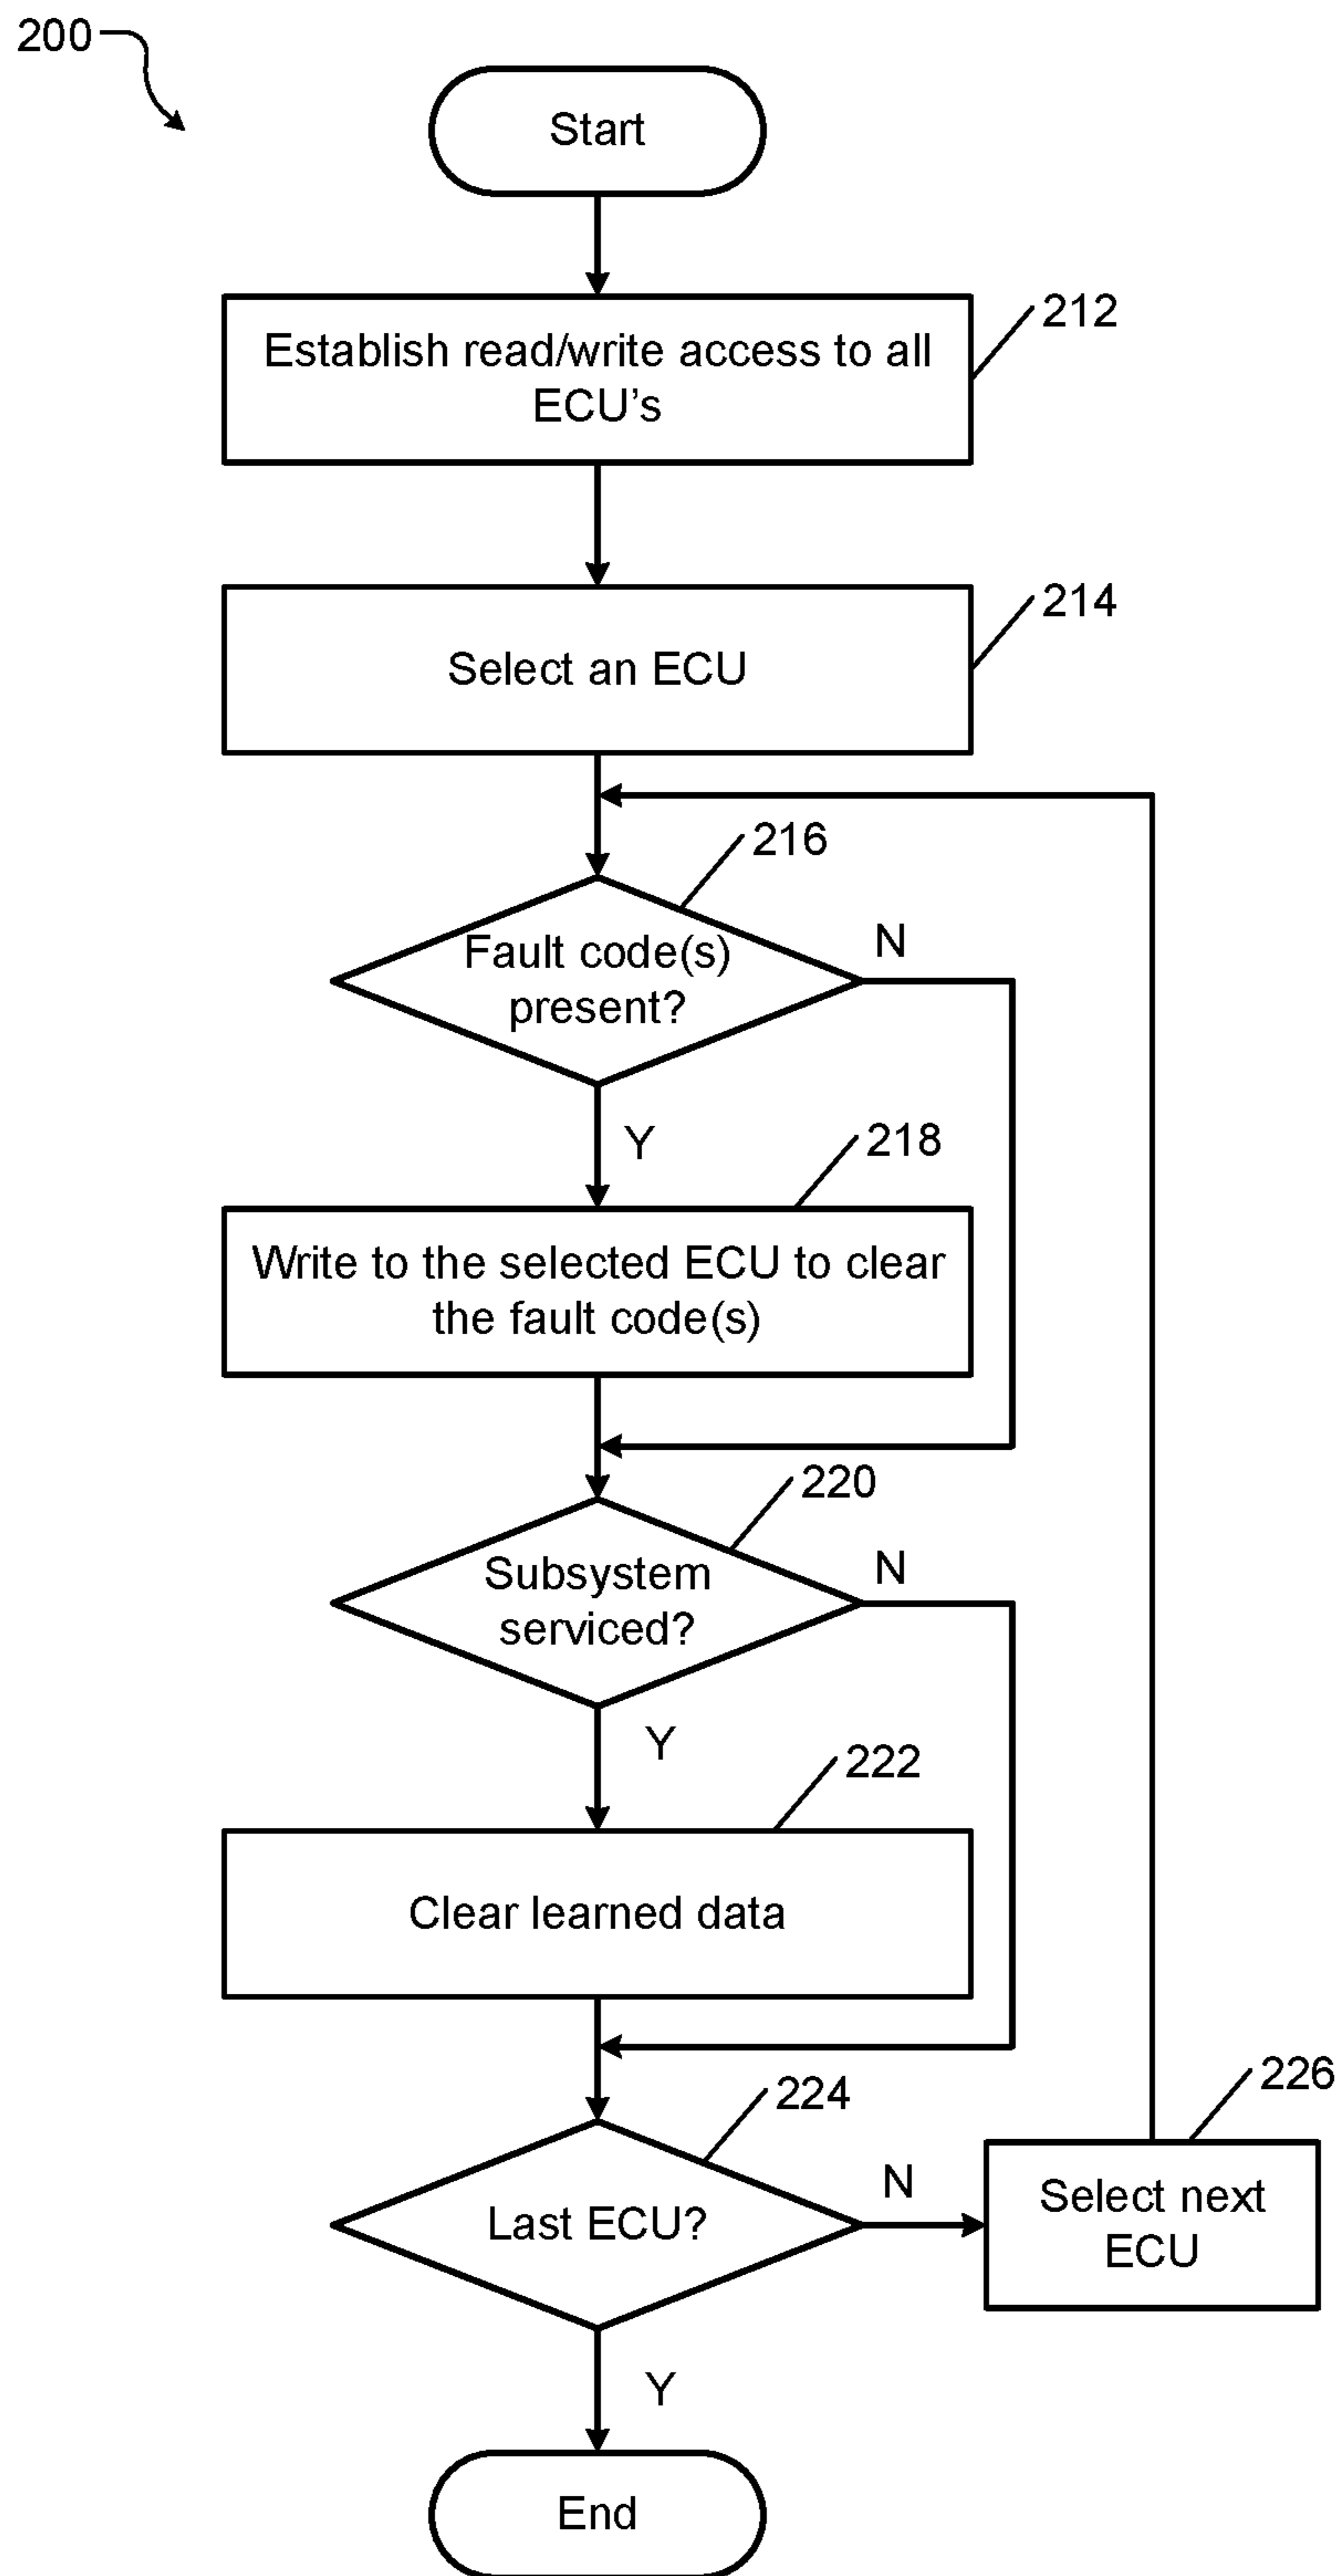 200
Start
212
Establish read/write access to all
ECU's
214
Select an ECU
216
Fault code(s)
present?
N
Y
218
Write to the selected ECU to clear
the fault code(s)
220
Subsystem
serviced?
N
Y
222
Clear learned data
224
226
Last ECU?
N
Select next
ECU
Y
End